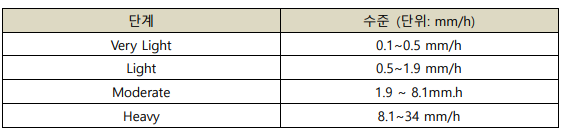 단계 수준 (단위: mm/h)
Very Light 0.1~0.5 mm/h
Light 0.5~1.9 mm/h
Moderate 1.9 ~ 8.1mm.h
Heavy 8.1~34 mm/h